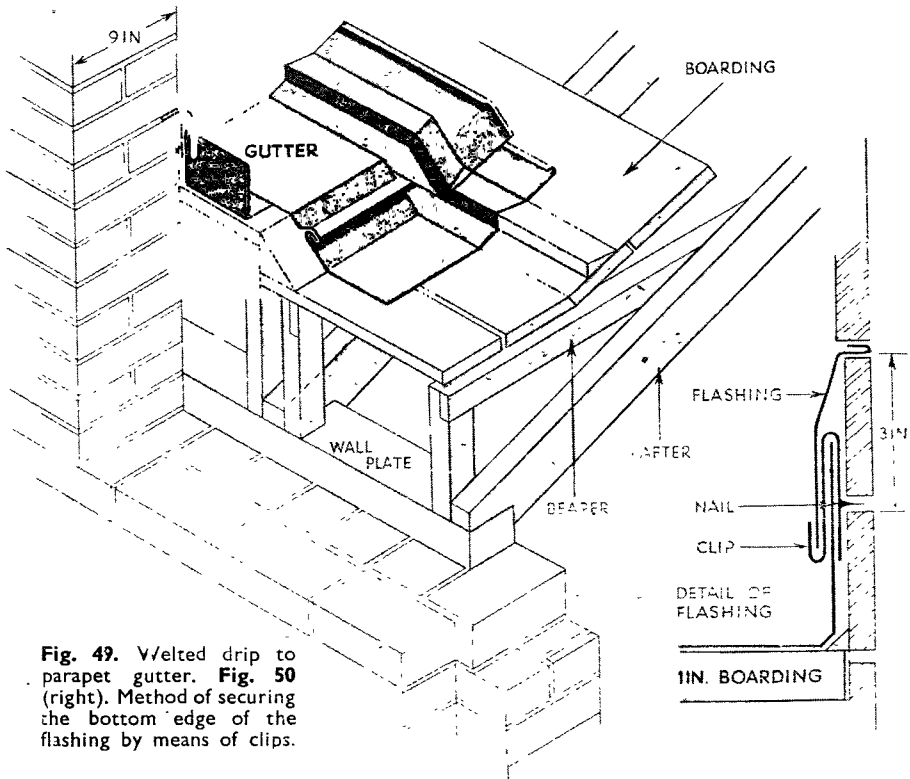 9IN
BOARDING
GUTTER
FLASHING
3IN
WALL
PLATE
RAFTER
BEARER
NAIL
CLIP
DETAIL OF
FLASHING
1IN. BOARDING
Fig. 49. Welted drip to
parapet gutter. Fig. 50
(right). Method of securing
the bottom edge of the
flashing by means of clips.